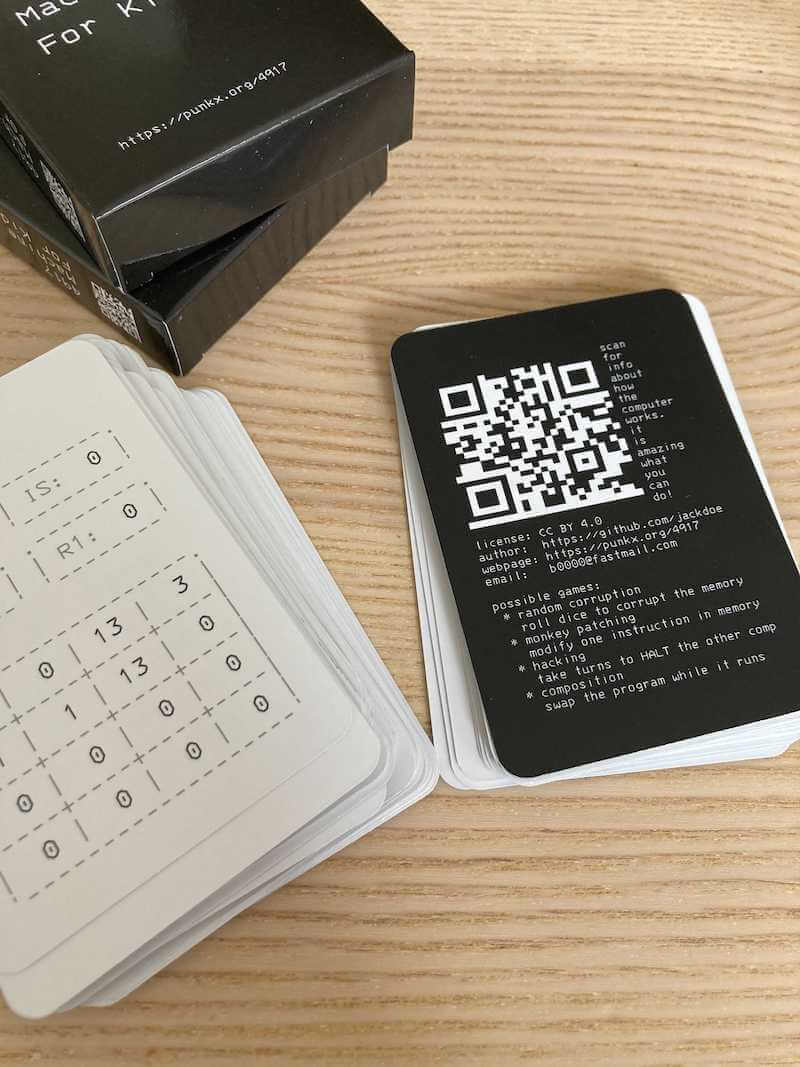 For
https://punkx.org/4917
For
IS: 0
R1: 0
0 13 3
1 13 0 0
0 0 0
0 0
0
scan
for
info
about
how
the
computer
works.
it
is
amazing
what
you
can
do!
license: CC BY 4.0
author: https://github.com/jackdoe
webpage: https://punkx.org/4917
email: b0000@fastmail.com
possible games:
* random corruption
roll dice to corrupt the memory
* monkey patching
modify one instruction in memory
* hacking
take turns to HALT the other comp
* composition
swap the program while it runs